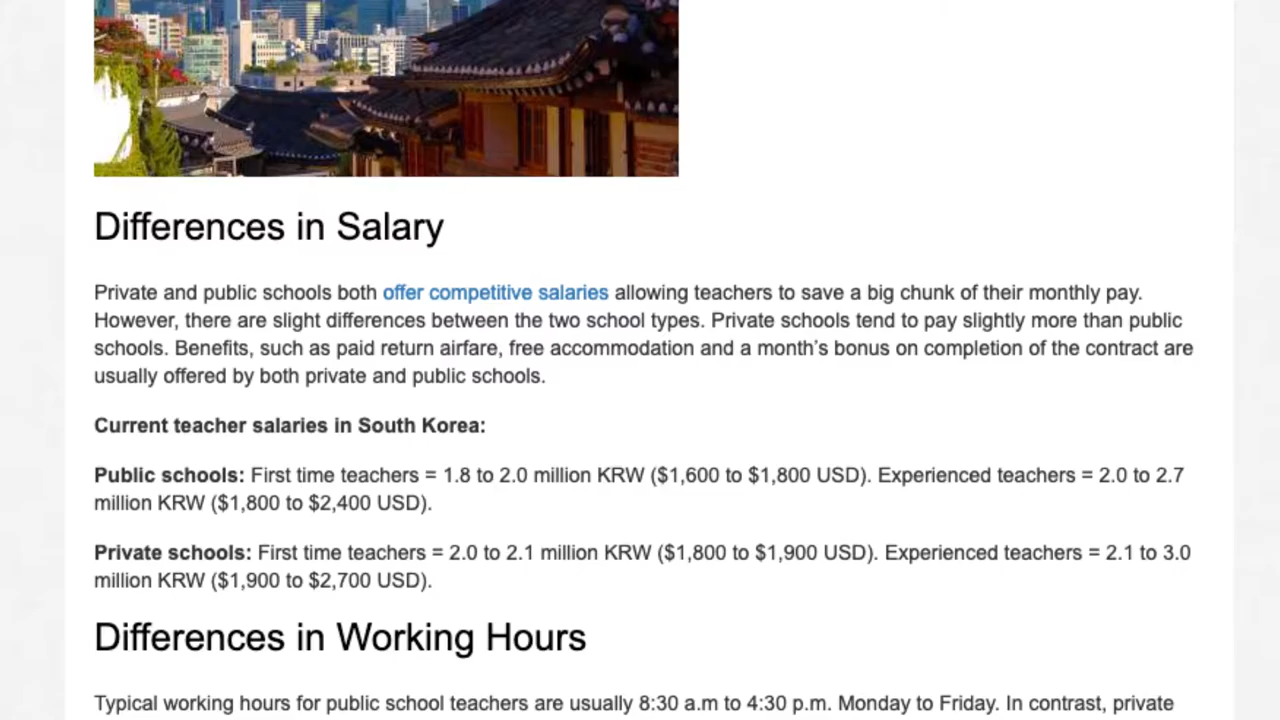 Differences in Salary
Private and public schools both offer competitive salaries allowing teachers to save a big chunk of their monthly pay.
However, there are slight differences between the two school types. Private schools tend to pay slightly more than public
schools. Benefits, such as paid return airfare, free accommodation and a month’s bonus on completion of the contract are
usually offered by both private and public schools.
Current teacher salaries in South Korea:
Public schools: First time teachers = 1.8 to 2.0 million KRW ($1,600 to $1,800 USD). Experienced teachers = 2.0 to 2.7
million KRW ($1,800 to $2,400 USD).
Private schools: First time teachers = 2.0 to 2.1 million KRW ($1,800 to $1,900 USD). Experienced teachers = 2.1 to 3.0
million KRW ($1,900 to $2,700 USD).
Differences in Working Hours
Typical working hours for public school teachers are usually 8:30 a.m to 4:30 p.m. Monday to Friday. In contrast, private